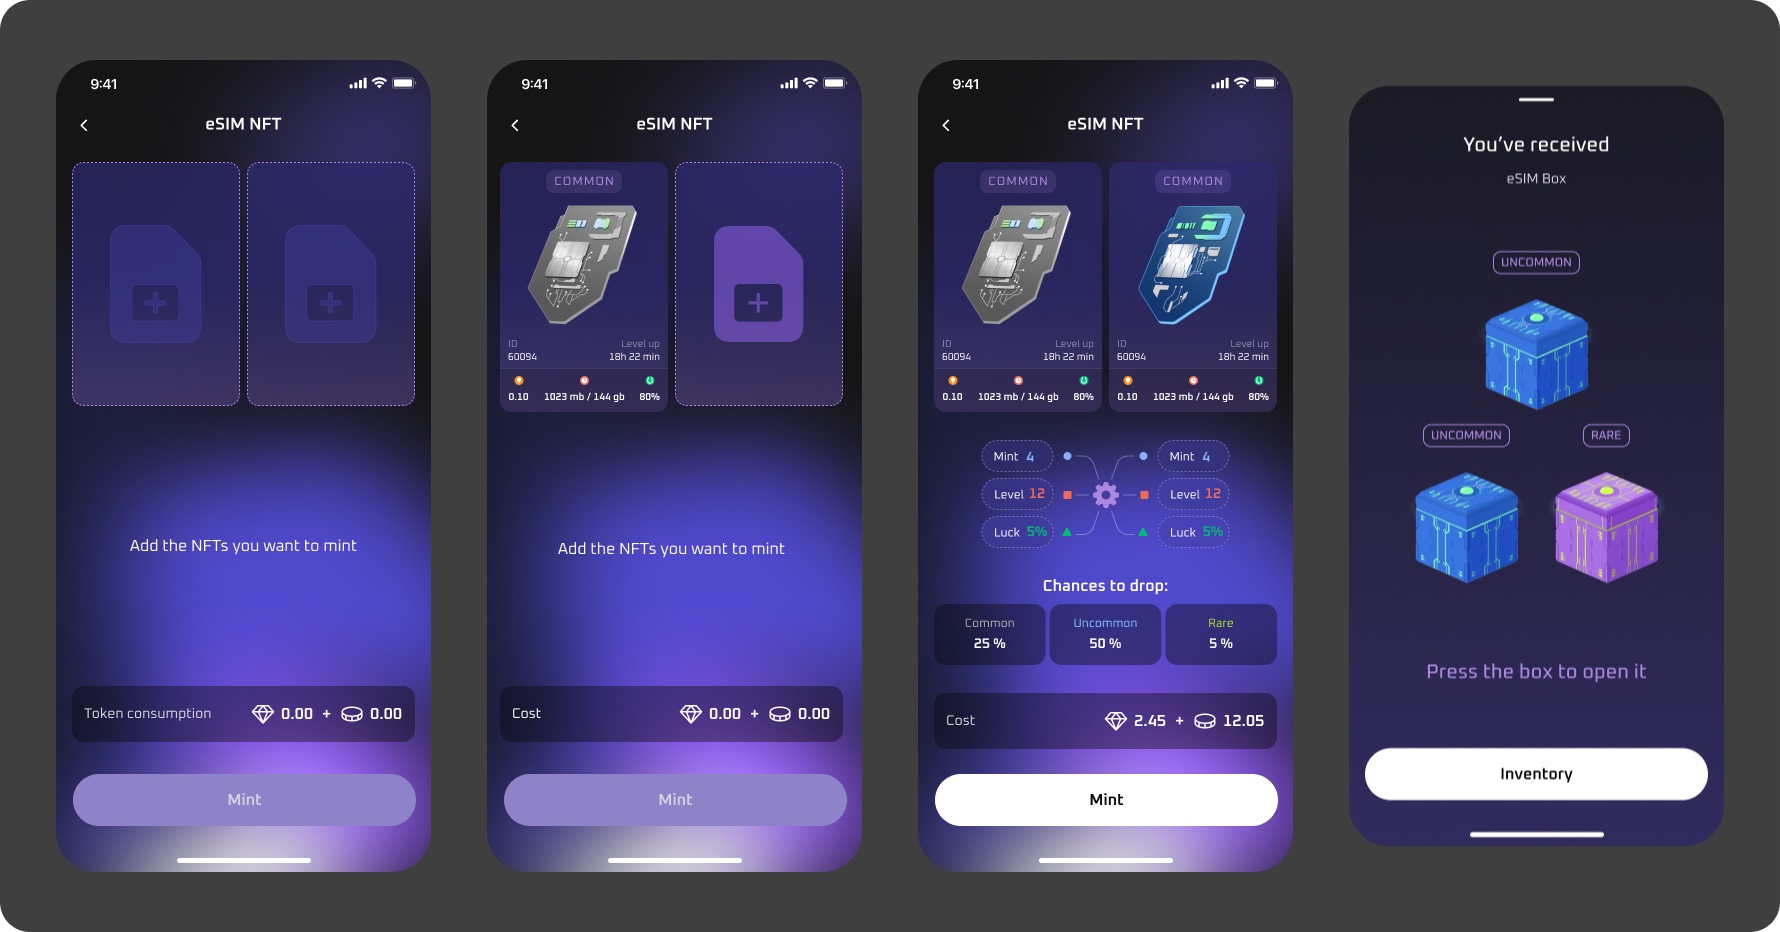 9:41
eSIM NFT
Add the NFTs you want to mint
Token consumption 0.00 + 0.00
Mint
9:41
eSIM NFT
COMMON
ID Level up
60094 18h 22 min
0.10 1023 mb / 144 gb 80%
Add the NFTs you want to mint
Cost 0.00 + 0.00
Mint
9:41
eSIM NFT
COMMON COMMON
ID Level up ID Level up
60094 18h 22 min 60094 18h 22 min
0.10 1023 mb / 144 gb 80% 0.10 1023 mb / 144 gb 80%
Mint 4 Mint 4
Level 12 Level 12
Luck 5% Luck 5%
Chances to drop:
Common Uncommon Rare
25 % 50 % 5 %
Cost 2.45 + 12.05
Mint
You’ve received
eSIM Box
UNCOMMON
UNCOMMON RARE
Press the box to open it
Inventory